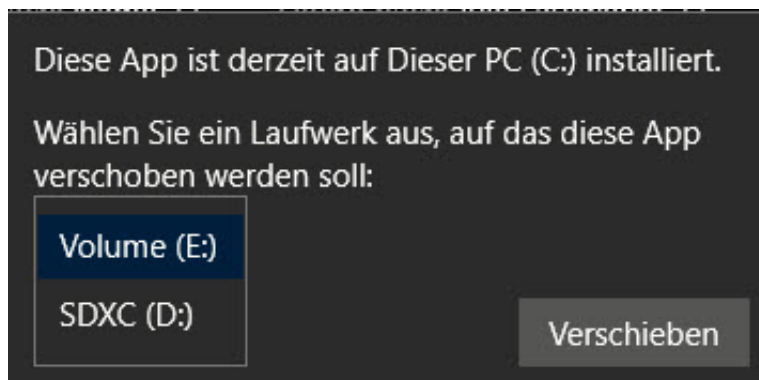 Diese App ist derzeit auf Dieser PC (C:) installiert.
Wählen Sie ein Laufwerk aus, auf das diese App
verschoben werden soll:
Volume (E:)
SDXC (D:)
Verschieben